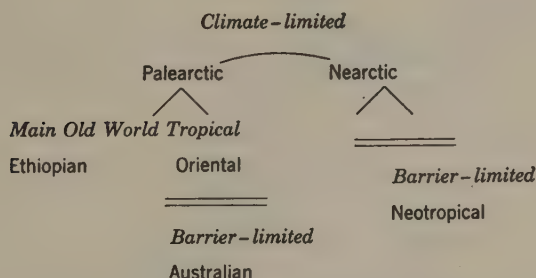 Climate-limited
Palearctic Nearctic
Main Old World Tropical
Ethiopian Oriental
Barrier-limited
Neotropical
Barrier-limited
Australian